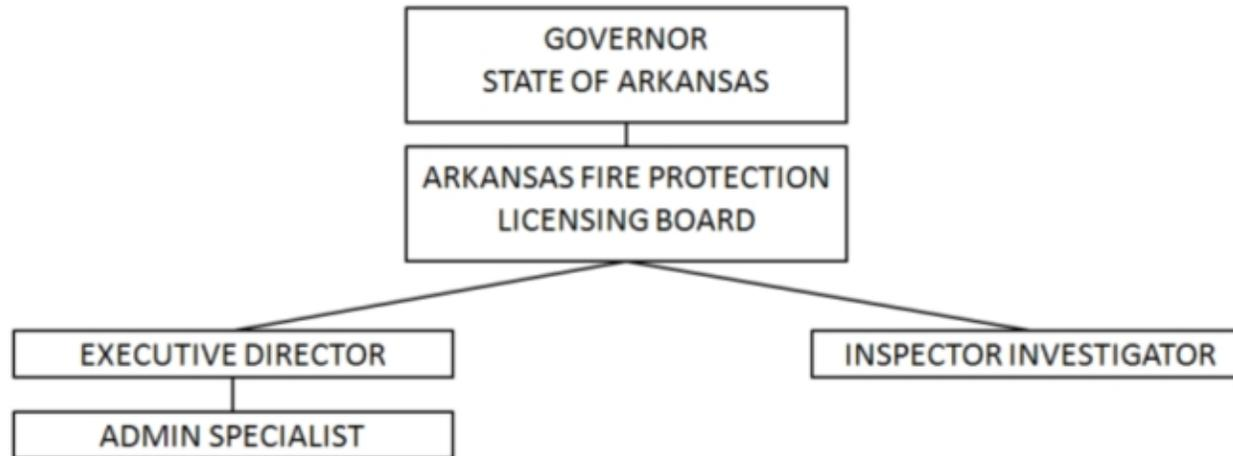 GOVERNOR
STATE OF ARKANSAS
ARKANSAS FIRE PROTECTION
LICENSING BOARD
EXECUTIVE DIRECTOR
INSPECTOR INVESTIGATOR
ADMIN SPECIALIST